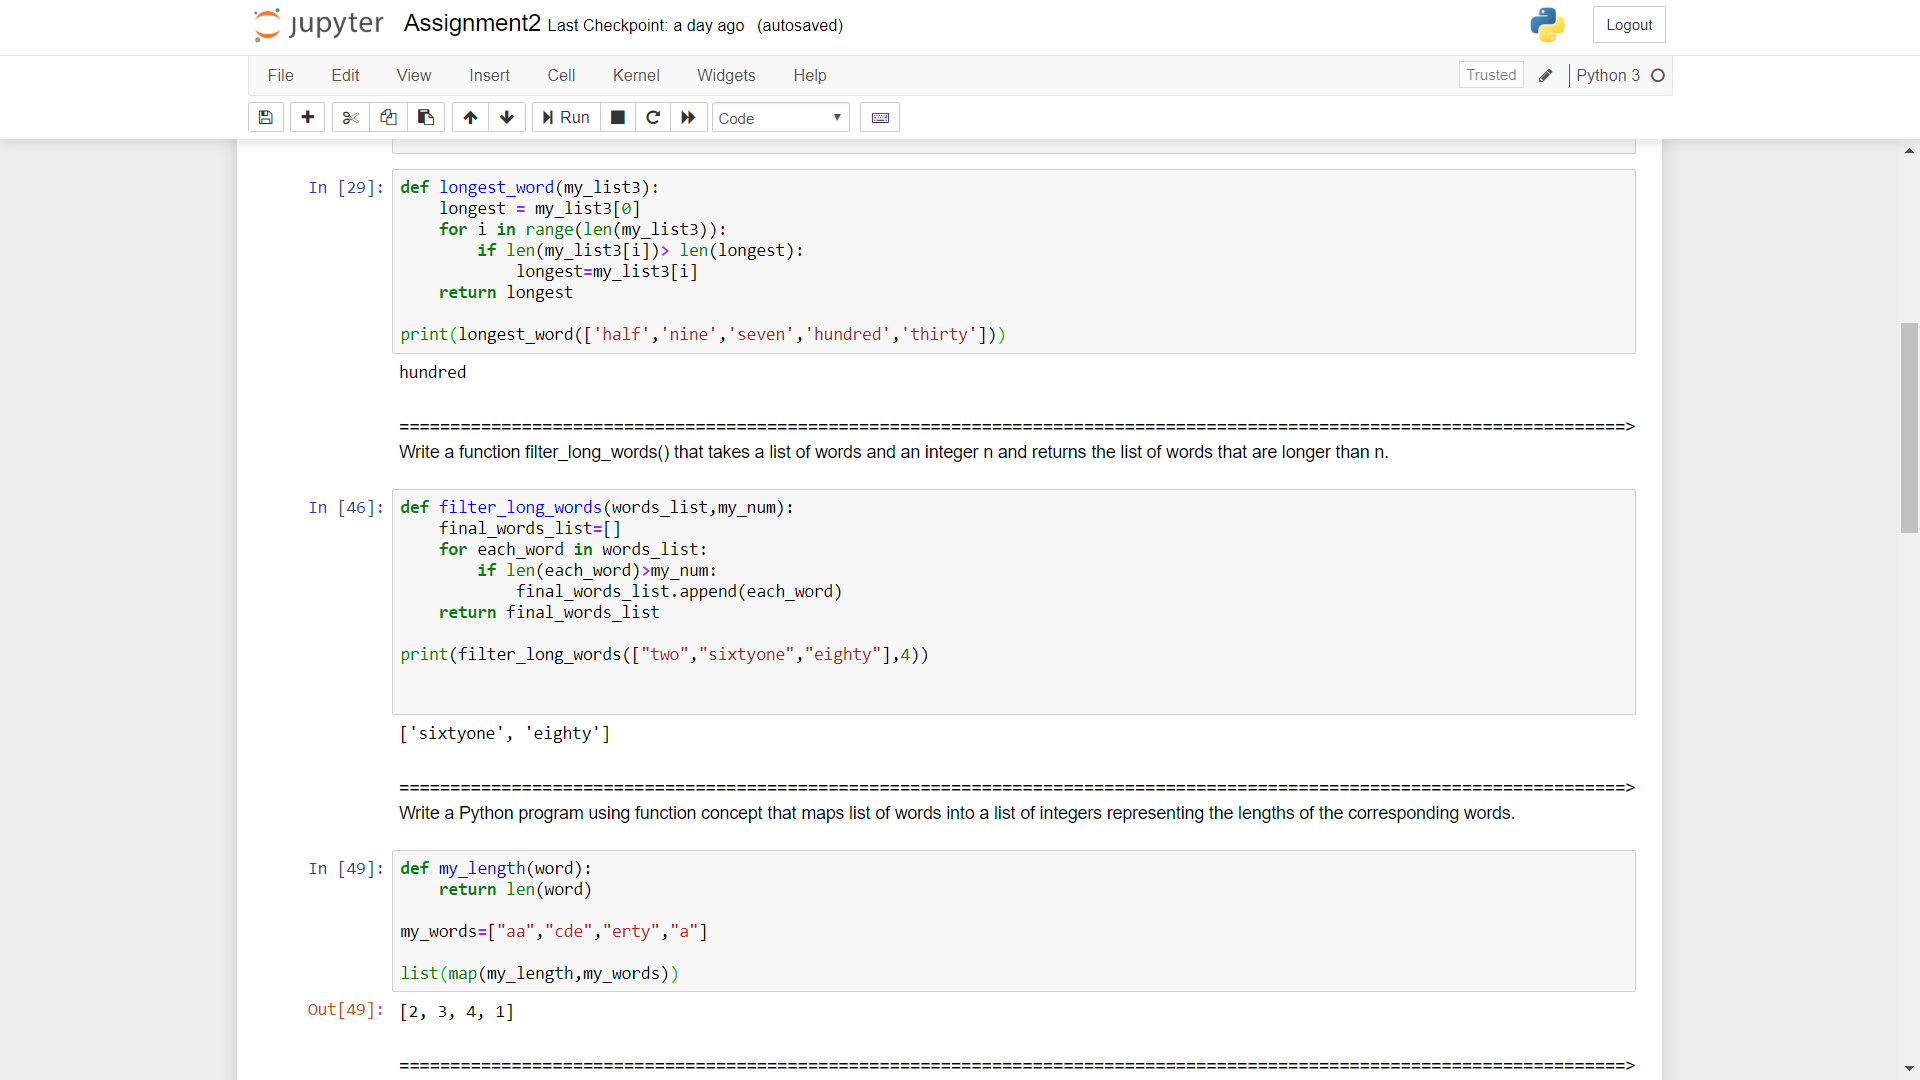 jupyter Assignment2 Last Checkpoint: a day ago (autosaved)
Logout
File Edit View Insert Cell Kernel Widgets Help
Trusted Python 3
Run Code
In [29]: def longest_word(my_list3):
    longest = my_list3[0]
    for i in range(len(my_list3)):
        if len(my_list3[i])> len(longest):
            longest=my_list3[i]
    return longest
print(longest_word(['half','nine','seven','hundred','thirty']))
hundred
=======================================================================================================================>
Write a function filter_long_words() that takes a list of words and an integer n and returns the list of words that are longer than n.
In [46]: def filter_long_words(words_list,my_num):
    final_words_list=[]
    for each_word in words_list:
        if len(each_word)>my_num:
            final_words_list.append(each_word)
    return final_words_list
print(filter_long_words(["two","sixtyone","eighty"],4))
['sixtyone', 'eighty']
=======================================================================================================================>
Write a Python program using function concept that maps list of words into a list of integers representing the lengths of the corresponding words.
In [49]: def my_length(word):
    return len(word)
my_words=["aa","cde","erty","a"]
list(map(my_length,my_words))
Out[49]: [2, 3, 4, 1]
=======================================================================================================================>